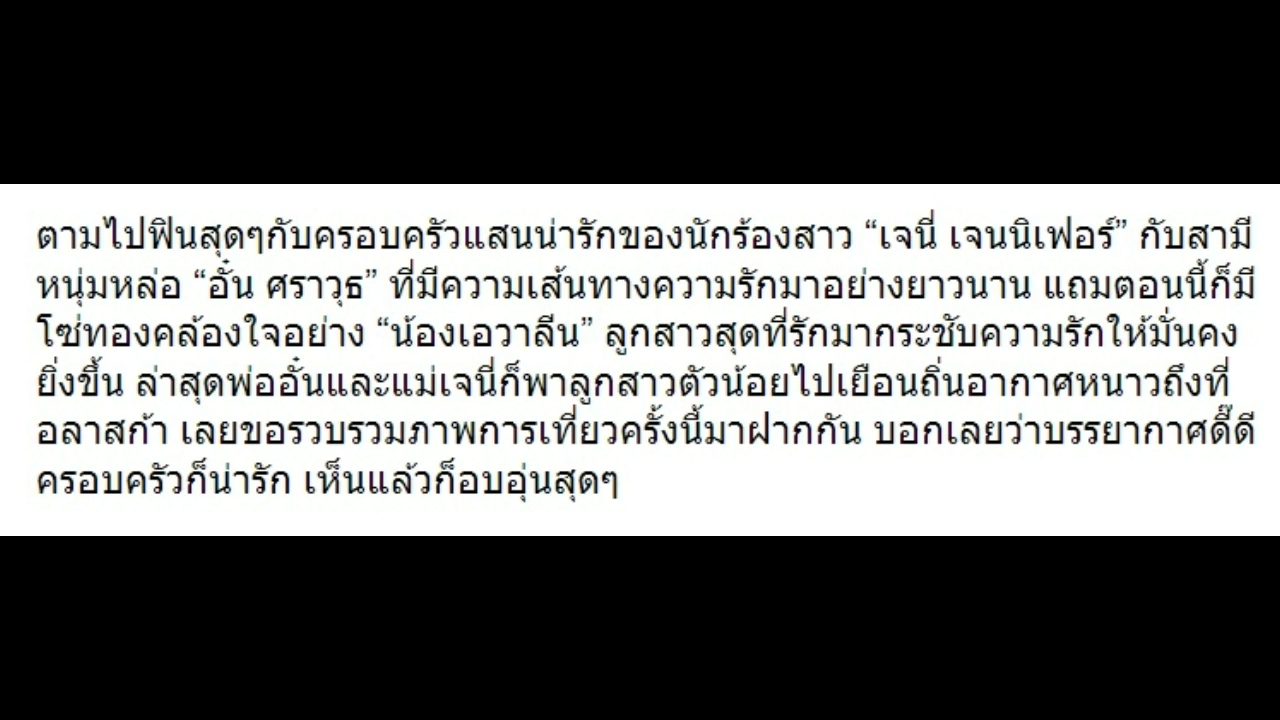 ตามไปฟินสุดๆกับครอบครัวแสนน่ารักของนักร้องสาว “เจนี่ เจนนิเฟอร์” กับสามี
หนุ่มหล่อ “อั๋น ศราวุธ” ที่มีความเส้นทางความรักมาอย่างยาวนาน แถมตอนนี้ก็มี
โซ่ทองคล้องใจอย่าง “น้องเอวาลีน” ลูกสาวสุดที่รักมากระชับความรักให้มั่นคง
ยิ่งขึ้น ล่าสุดพ่ออั๋นและแม่เจนี่ก็พาลูกสาวตัวน้อยไปเยือนถิ่นอากาศหนาวถึงที่
อลาสก้า เลยขอรวบรวมภาพการเที่ยวครั้งนี้มาฝากกัน บอกเลยว่าบรรยากาศดี๊ดี
ครอบครัวก็น่ารัก เห็นแล้วก็อบอุ่นสุดๆ